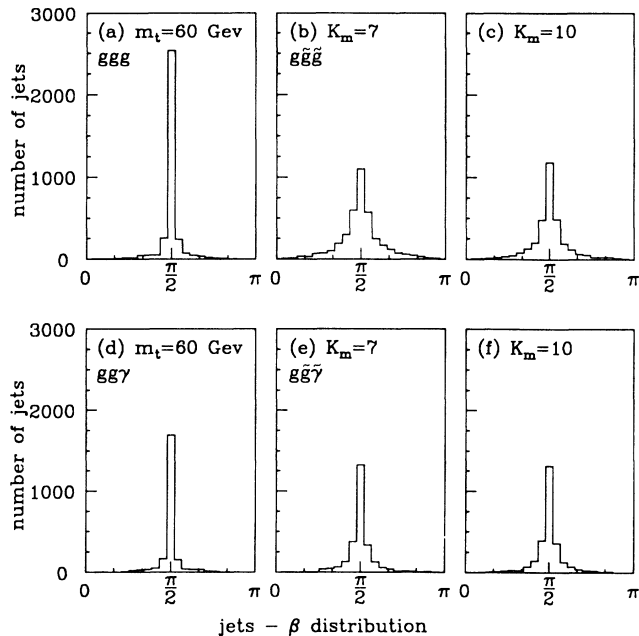 3000
2000
1000
0
number of jets
(a) m_t=60 Gev
ggg
0
π/2
π
(b) K_m=7
gg̃g̃
0
π/2
π
(c) K_m=10
0
π/2
π
3000
2000
1000
0
number of jets
(d) m_t=60 Gev
ggγ
0
π/2
π
(e) K_m=7
gg̃γ̃
0
π/2
π
(f) K_m=10
0
π/2
π
jets – β distribution